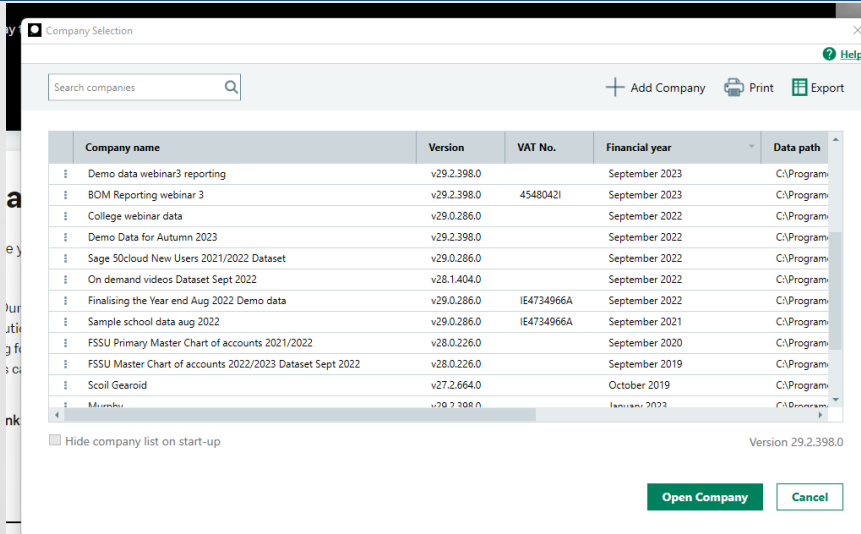 ay
Company Selection
Help
Search companies
Add Company Print Export
Company name Version VAT No. Financial year Data path
Demo data webinar3 reporting v29.2.398.0 September 2023 C:\Program
BOM Reporting webinar 3 v29.2.398.0 4548042I September 2023 C:\Program
College webinar data v29.0.286.0 September 2022 C:\Program
Demo Data for Autumn 2023 v29.2.398.0 September 2022 C:\Program
Sage 50cloud New Users 2021/2022 Dataset v29.0.286.0 September 2022 C:\Program
On demand videos Dataset Sept 2022 v28.1.404.0 September 2022 C:\Program
Finalising the Year end Aug 2022 Demo data v29.0.286.0 IE4734966A September 2022 C:\Program
Sample school data aug 2022 v29.0.286.0 IE4734966A September 2021 C:\Program
FSSU Primary Master Chart of accounts 2021/2022 v28.0.226.0 September 2020 C:\Program
FSSU Master Chart of accounts 2022/2023 Dataset Sept 2022 v28.0.226.0 September 2019 C:\Program
Scoil Gearoid v27.2.664.0 October 2019 C:\Program
Murphy v29.2.398.0 January 2023 C:\Program
Hide company list on start-up Version 29.2.398.0
Open Company Cancel